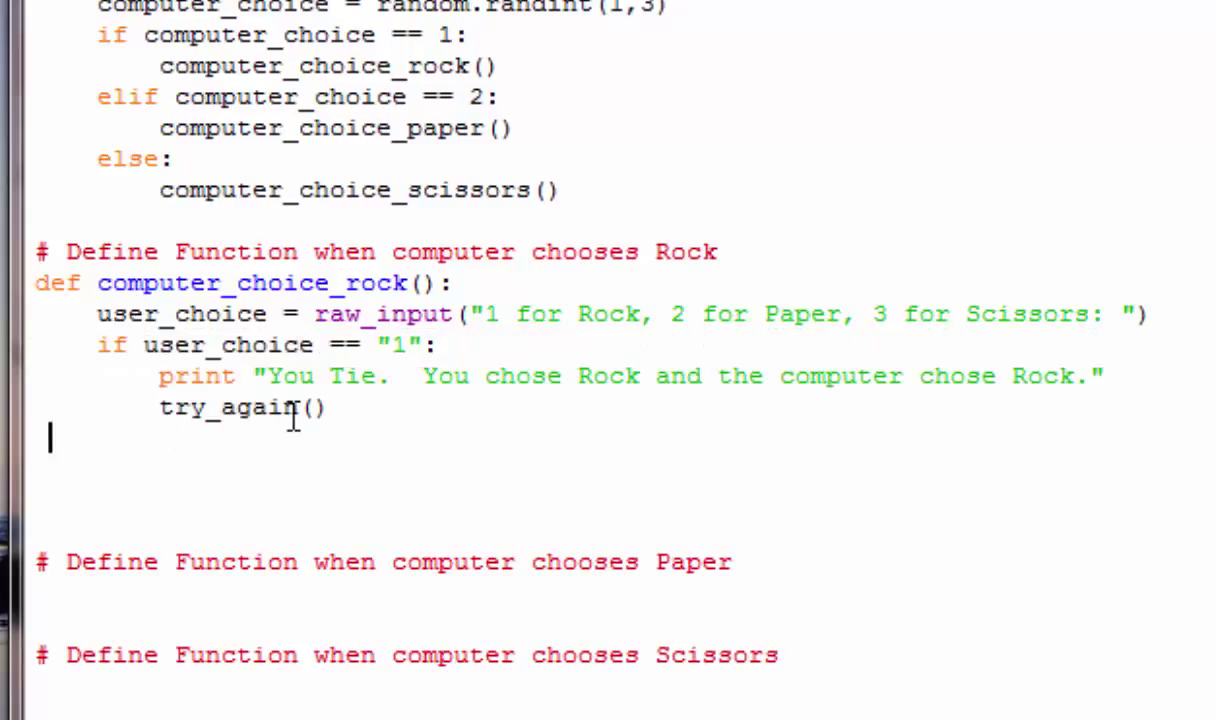 computer_choice = random.randint(1,3)
if computer_choice == 1:
computer_choice_rock()
elif computer_choice == 2:
computer_choice_paper()
else:
computer_choice_scissors()
# Define Function when computer chooses Rock
def computer_choice_rock():
user_choice = raw_input("1 for Rock, 2 for Paper, 3 for Scissors: ")
if user_choice == "1":
print "You Tie.  You chose Rock and the computer chose Rock."
try_again()
# Define Function when computer chooses Paper
# Define Function when computer chooses Scissors